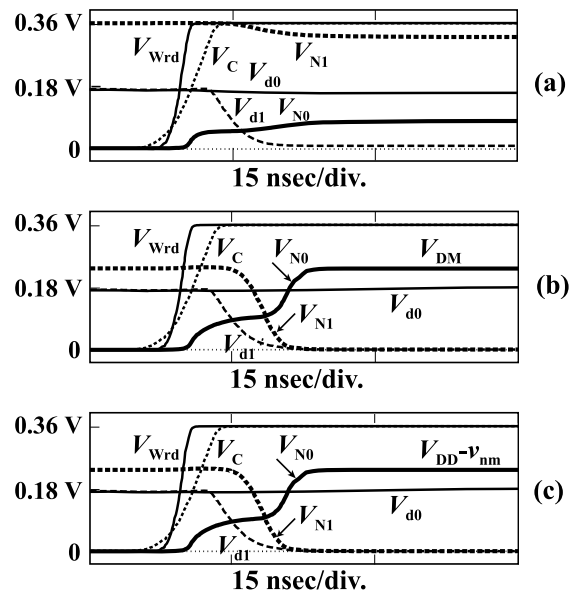 0.36 V
V_Wrd V_C V_N1
V_d0
0.18 V
V_d1 V_N0
(a)
0
15 nsec/div.
0.36 V
V_Wrd V_C V_N0 V_DM
(b)
0.18 V
V_d0
V_N1
V_d1
0
15 nsec/div.
0.36 V
V_Wrd V_C V_N0 V_DD-v_nm
(c)
0.18 V
V_d0
V_N1
V_d1
0
15 nsec/div.